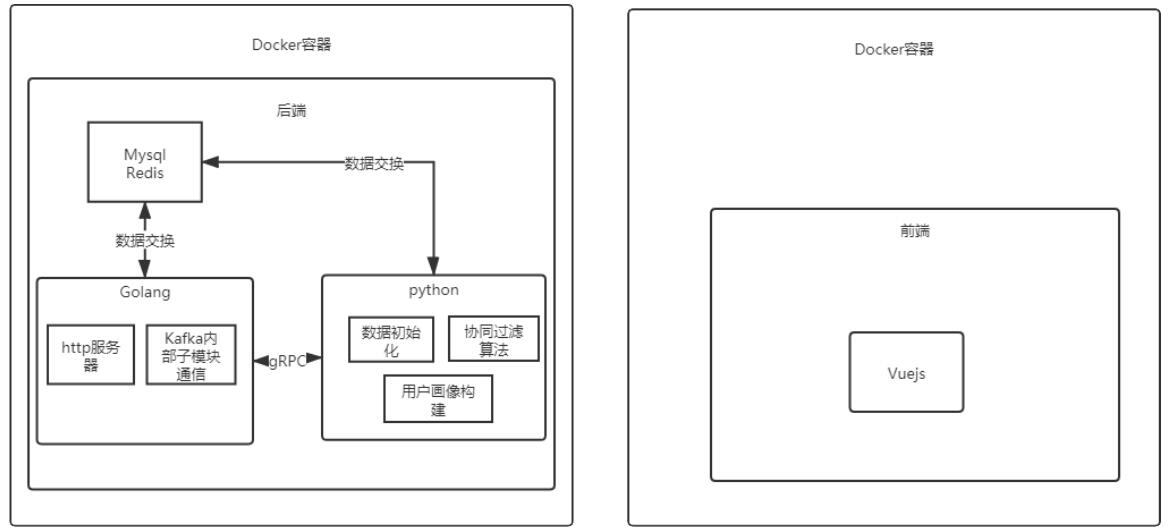 Docker容器
后端
Mysql
Redis
数据交换
数据交换
Golang
http服务
器
Kafka内
部子模块
通信
gRPC
python
数据初始
化
协同过滤
算法
用户画像构
建
Docker容器
前端
Vuejs